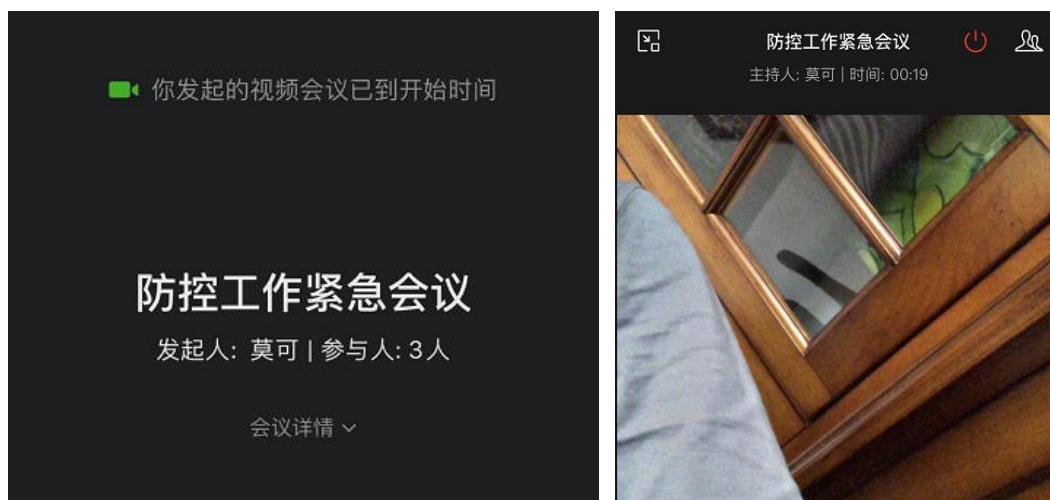 你发起的视频会议已到开始时间
防控工作紧急会议
发起人: 莫可 | 参与人: 3人
会议详情
防控工作紧急会议
主持人: 莫可 | 时间: 00:19